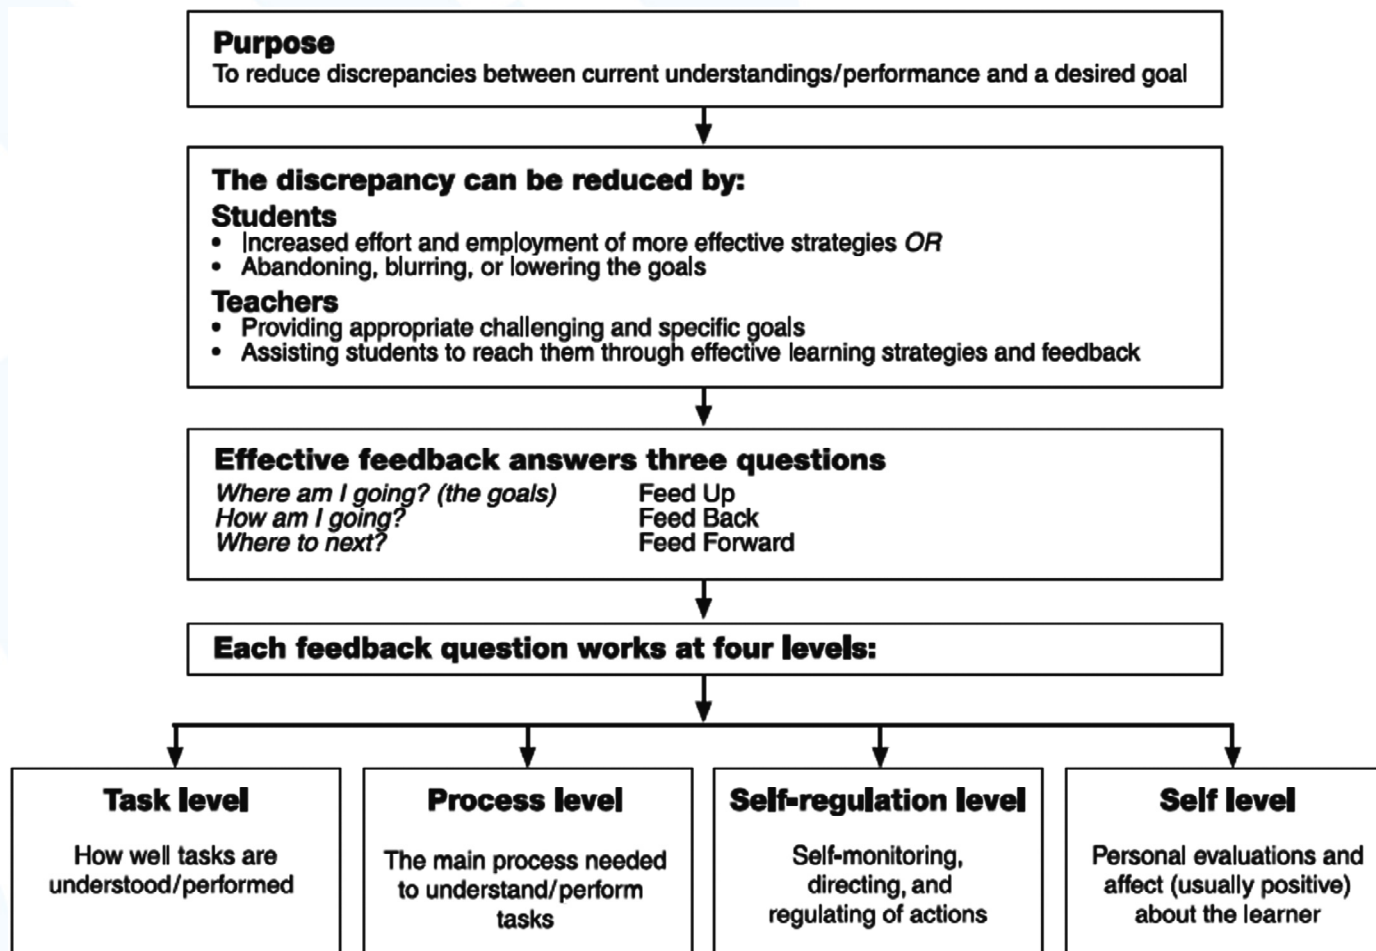 Purpose
To reduce discrepancies between current understandings/performance and a desired goal
The discrepancy can be reduced by:
Students
• Increased effort and employment of more effective strategies OR
• Abandoning, blurring, or lowering the goals
Teachers
• Providing appropriate challenging and specific goals
• Assisting students to reach them through effective learning strategies and feedback
Effective feedback answers three questions
Where am I going? (the goals) Feed Up
How am I going? Feed Back
Where to next? Feed Forward
Each feedback question works at four levels:
Task level
How well tasks are
understood/performed
Process level
The main process needed
to understand/perform
tasks
Self-regulation level
Self-monitoring,
directing, and
regulating of actions
Self level
Personal evaluations and
affect (usually positive)
about the learner